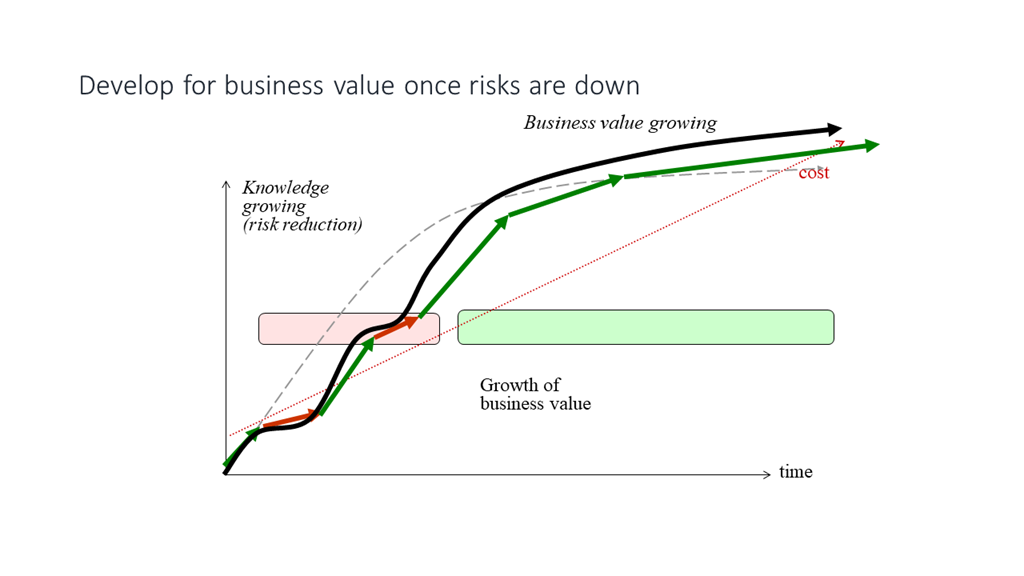 Develop for business value once risks are down
Business value growing
Knowledge
growing
(risk reduction)
cost
Growth of
business value
time